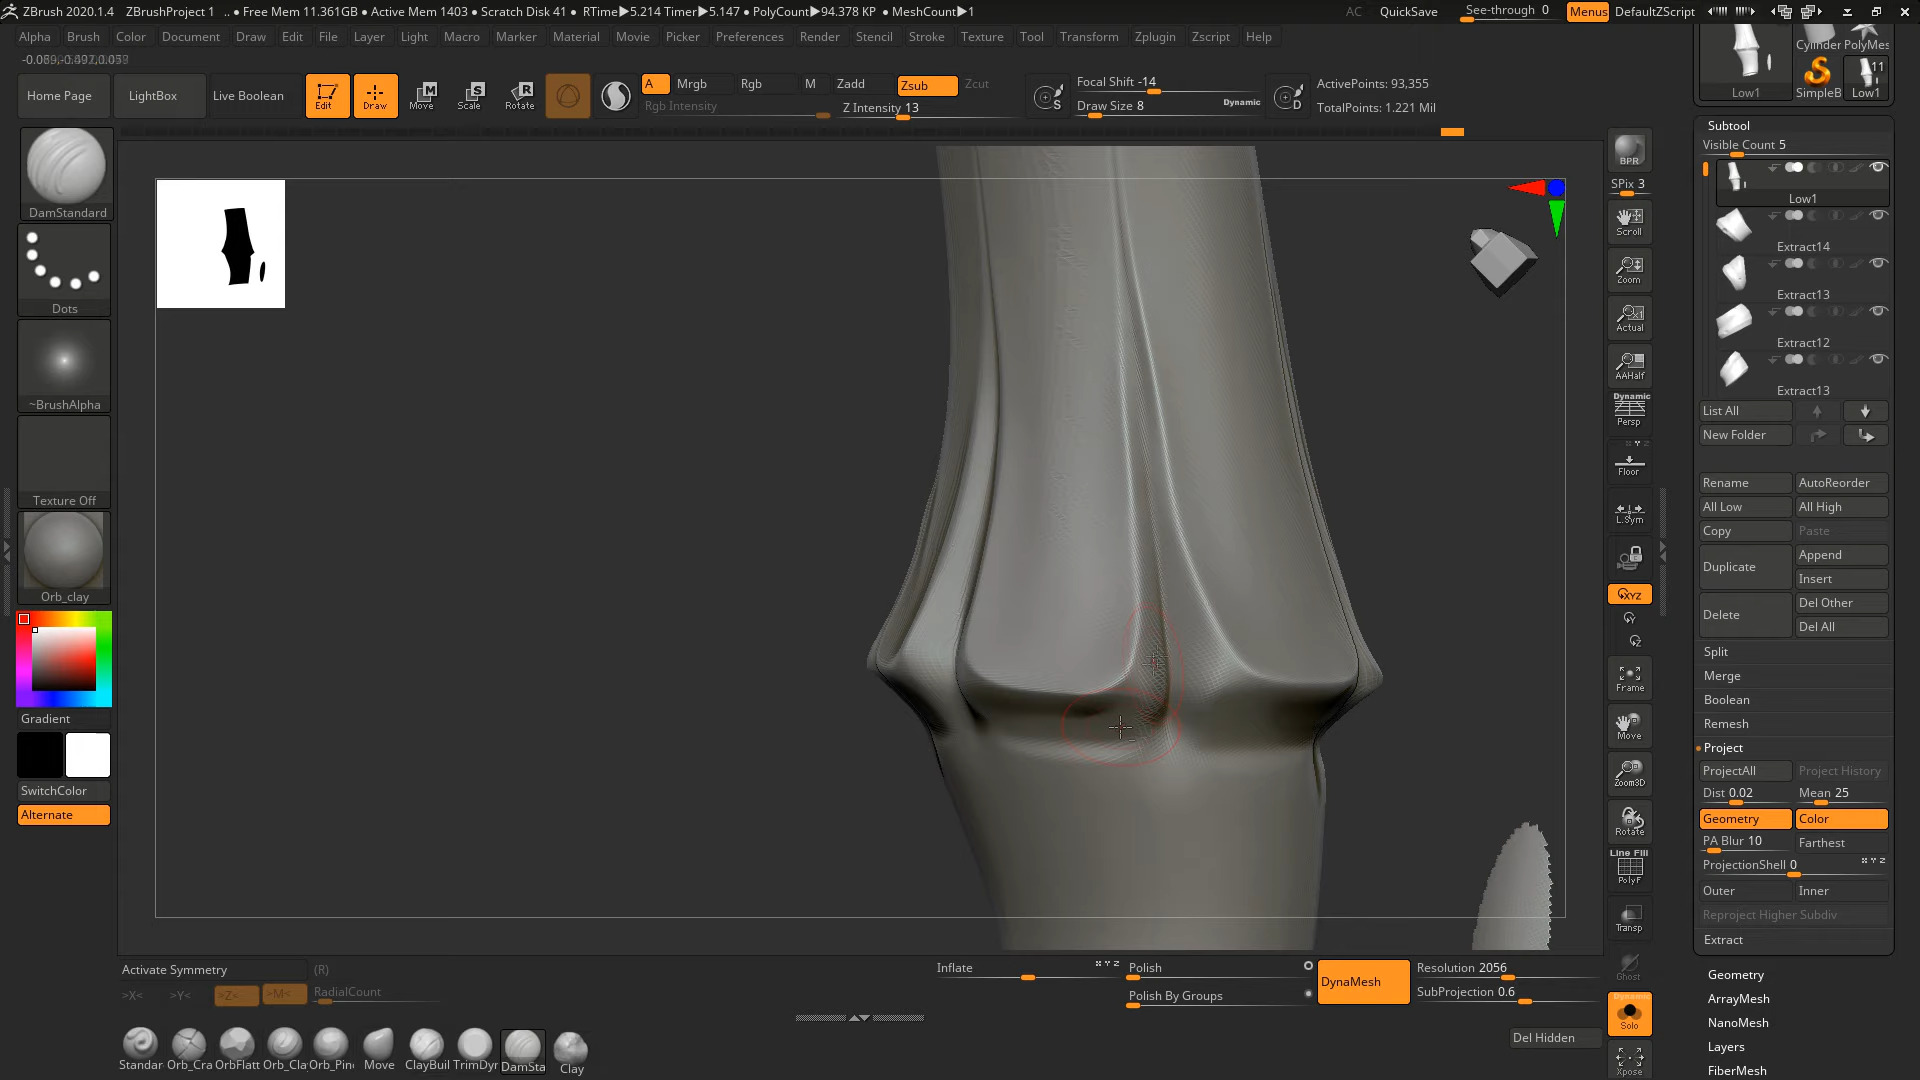 ZBrush 2020.1.4 ZBrushProject 1 .. • Free Mem 11.361GB • Active Mem 1403 • Scratch Disk 41 • RTime▶5.214 Timer▶5.147 • PolyCount▶94.378 KP • MeshCount▶1 AC QuickSave See-through 0 Menus DefaultZScript
Alpha Brush Color Document Draw Edit File Layer Light Macro Marker Material Movie Picker Preferences Render Stencil Stroke Texture Tool Transform Zplugin Zscript Help
Home Page LightBox Live Boolean Edit Draw Move Scale Rotate
A Mrgb Rgb M Zadd Zsub Zcut
Rgb Intensity Z Intensity 13
Focal Shift -14
Draw Size 8 Dynamic
ActivePoints: 93,355
TotalPoints: 1.221 Mil
DamStandard
Dots
~BrushAlpha
Texture Off
Orb_clay
Gradient
SwitchColor
Alternate
BPR
SPix 3
Scroll
Zoom
Actual
AAHalf
Dynamic
Persp
Floor
L.Sym
XYZ
Frame
Move
Zoom3D
Rotate
Line Fill
PolyF
Transp
Ghost
Dynamic
Solo
Xpose
Cylinder PolyMes
11
Low1 SimpleB Low1
Subtool
Visible Count 5
Low1
Extract14
Extract13
Extract12
Extract13
List All
New Folder
Rename AutoReorder
All Low All High
Copy Paste
Duplicate Append
Insert
Delete Del Other
Del All
Split
Merge
Boolean
Remesh
Project
ProjectAll Project History
Dist 0.02 Mean 25
Geometry Color
PA Blur 10 Farthest
ProjectionShell 0
Outer Inner
Reproject Higher Subdiv
Extract
Geometry
ArrayMesh
NanoMesh
Layers
FiberMesh
Activate Symmetry (R)
>X< >Y< >Z< >M< RadialCount
Inflate Polish
Polish By Groups
DynaMesh
Resolution 2056
SubProjection 0.6
Del Hidden
Standar Orb_Cra OrbFlatt Orb_Cla Orb_Pin Move ClayBuil TrimDyn DamSta Clay